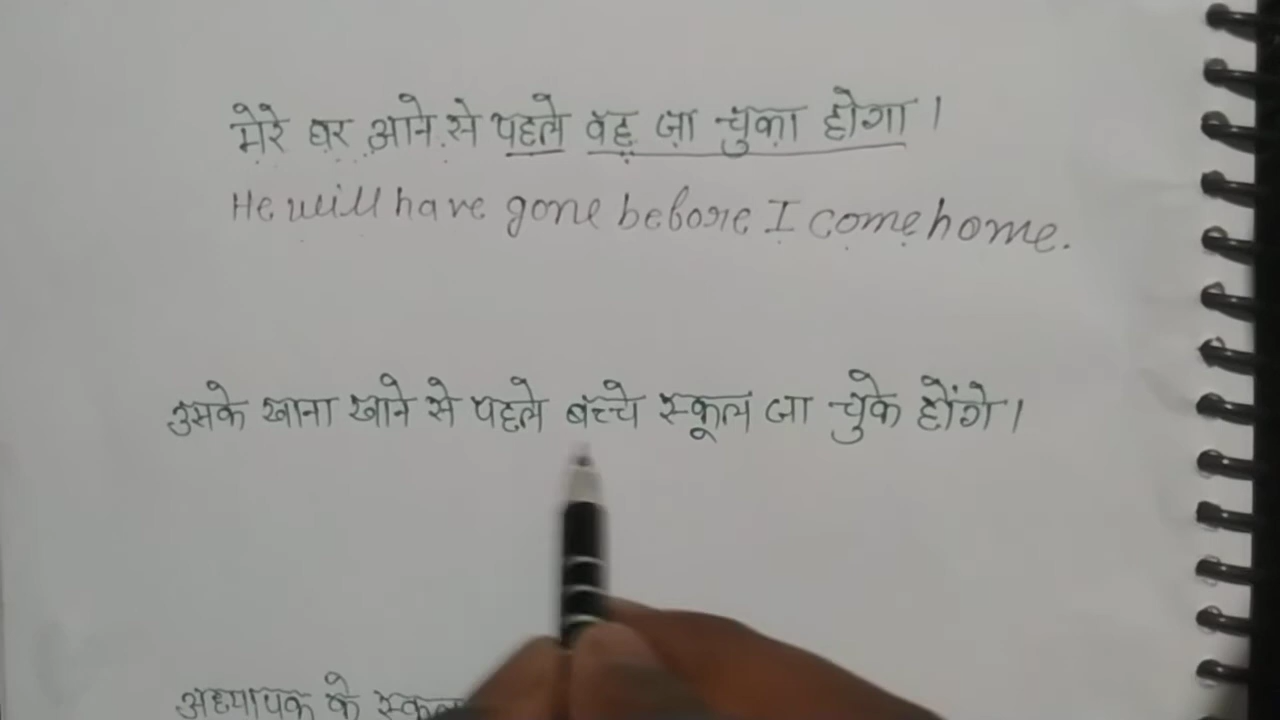 मेरे घर आने से पहले वह जा चुका होगा।
He will have gone before I come home.
उसके खाना खाने से पहले बच्चे स्कूल जा चुके होंगे।
अध्यापक के स्कूल